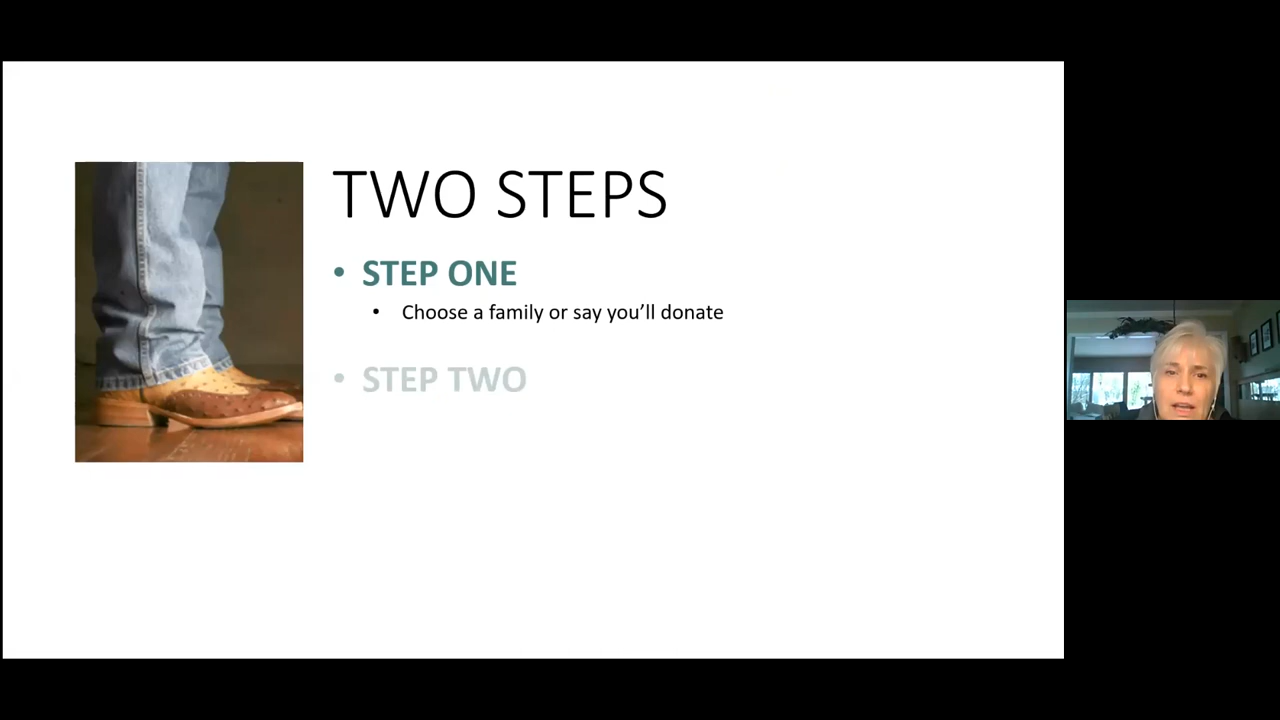 TWO STEPS
• STEP ONE
• Choose a family or say you’ll donate
• STEP TWO